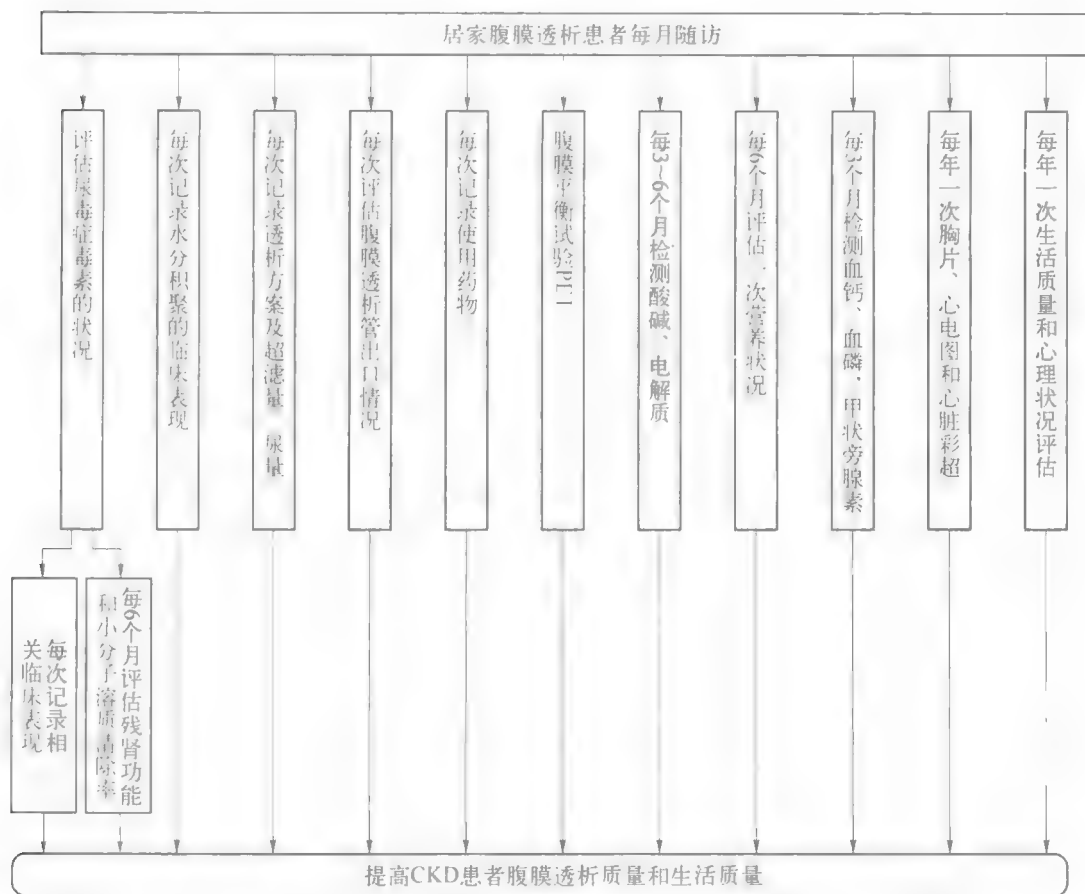 居家腹膜透析患者每月随访
评估尿毒症毒素的状况
每次记录水分积聚的临床表现
每次记录透析方案及超滤量 尿量
每次评估腹膜透析管出口情况
每次记录使用药物
腹膜平衡试验PET
每3~6个月检测酸碱、电解质
每6个月评估一次营养状况
每3个月检测血钙、血磷、甲状旁腺素
每年一次胸片、心电图和心脏彩超
每年一次生活质量和心理状况评估
每次记录相
关临床表现
每6个月评估残肾功能
和小分子溶质清除率
提高CKD患者腹膜透析质量和生活质量